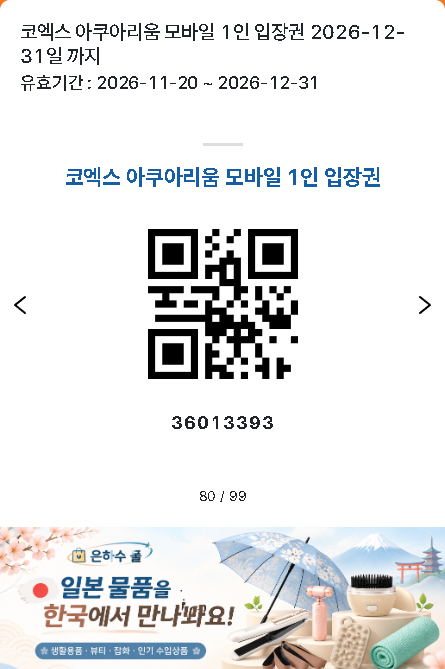 코엑스 아쿠아리움 모바일 1인 입장권 2026-12-
31일 까지
유효기간 : 2026-11-20 ~ 2026-12-31
코엑스 아쿠아리움 모바일 1인 입장권
36013393
80 / 99
은하수 몰
일본 물품을
한국에서 만나봐요!
생활용품 · 뷰티 · 잡화 · 인기 수입상품